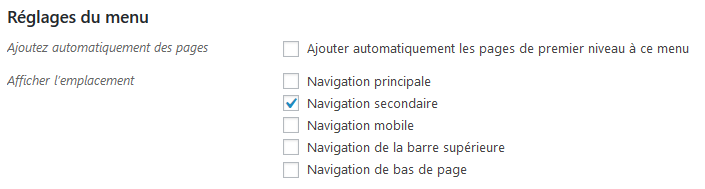 Réglages du menu
Ajoutez automatiquement des pages
Ajouter automatiquement les pages de premier niveau à ce menu
Afficher l'emplacement
Navigation principale
Navigation secondaire
Navigation mobile
Navigation de la barre supérieure
Navigation de bas de page